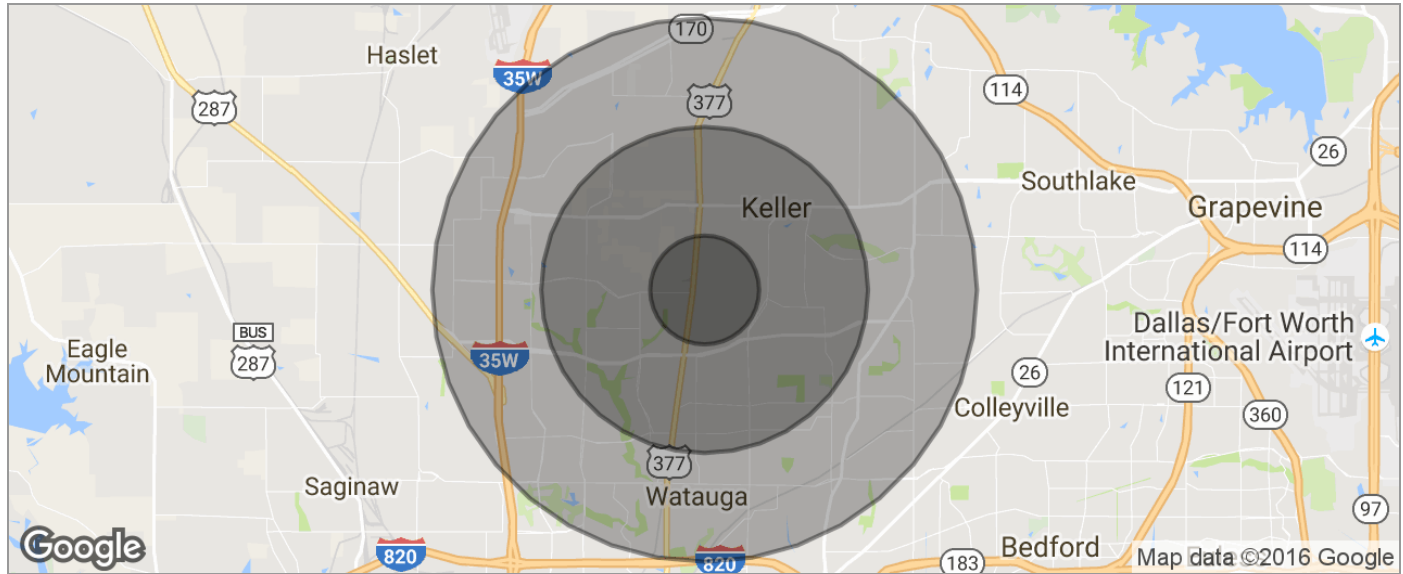 170
Haslet
35W
377
287
114
26
Southlake
Keller
Grapevine
114
BUS
287
Dallas/Fort Worth
International Airport
Eagle
Mountain
35W
26
121
Colleyville
360
377
Saginaw
Watauga
97
Google
820
820
183
Bedford
Map data ©2016 Google